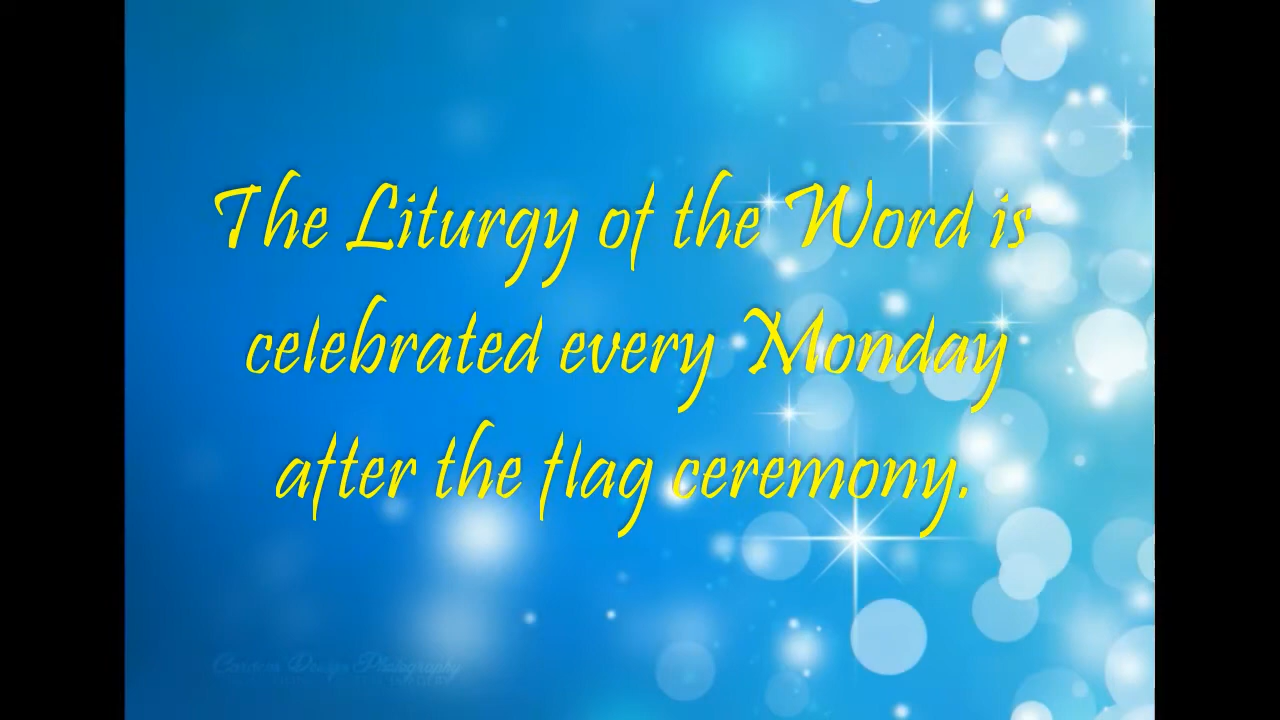 The Liturgy of the Word is
celebrated every Monday
after the flag ceremony.